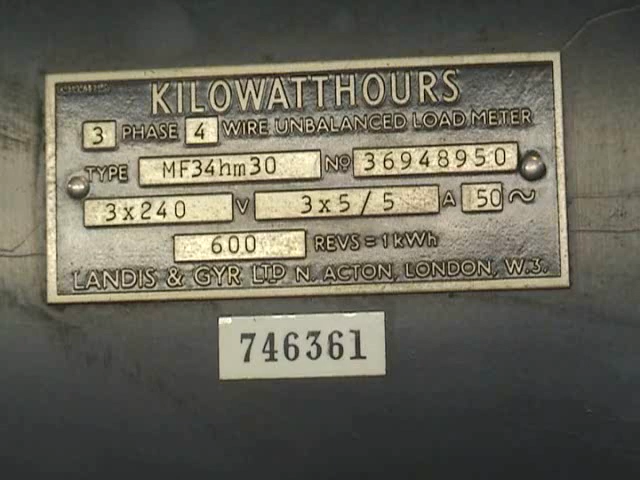 KILOWATTHOURS
3 PHASE 4 WIRE UNBALANCED LOAD METER
TYPE MF34hm30 No 36948950
3x240 V 3x5/5 A 50 ~
600 REVS = 1 kWh
LANDIS & GYR LTD N. ACTON, LONDON, W.3.
746361